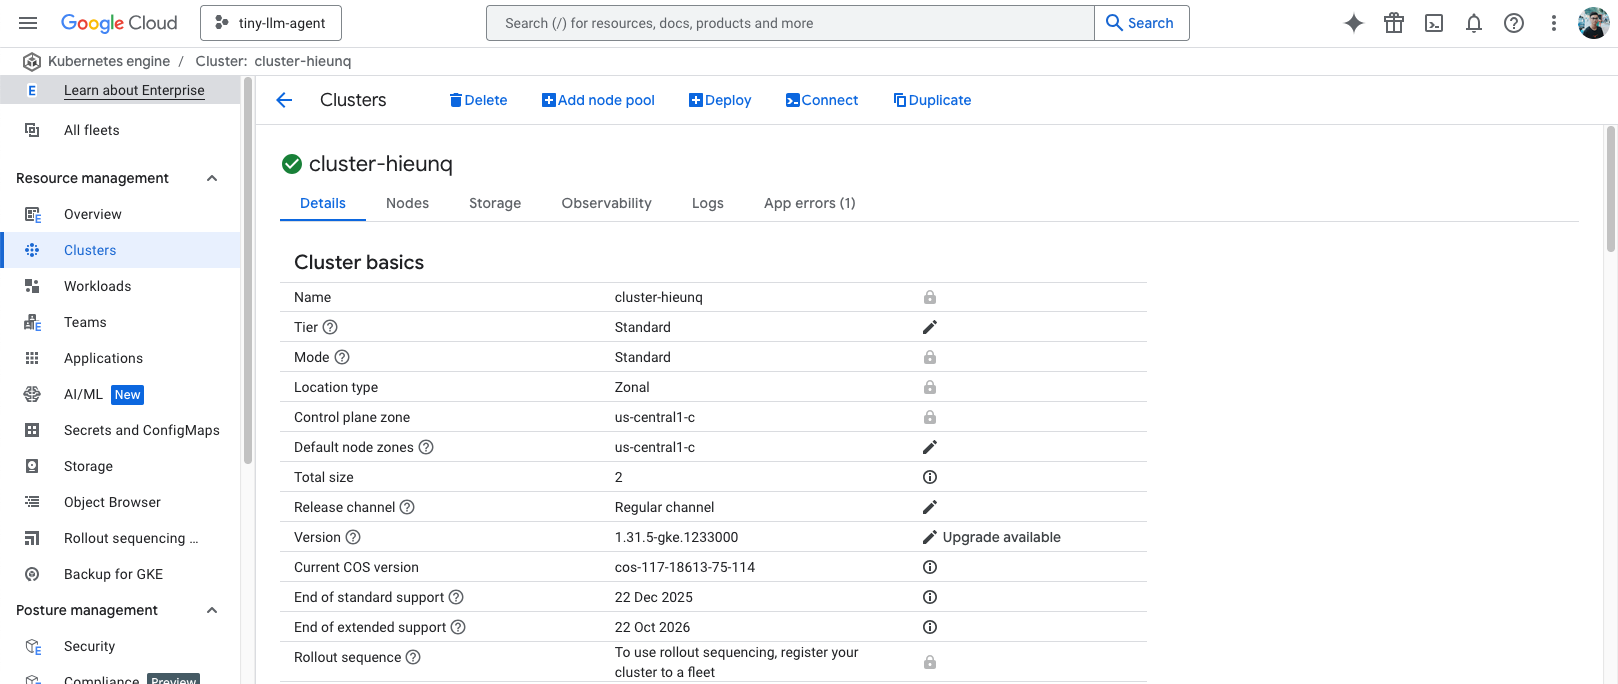 Google Cloud
tiny-llm-agent
Search (/) for resources, docs, products and more
Search
Kubernetes engine / Cluster: cluster-hieunq
E Learn about Enterprise
All fleets
Resource management
Overview
Clusters
Workloads
Teams
Applications
AI/ML New
Secrets and ConfigMaps
Storage
Object Browser
Rollout sequencing ...
Backup for GKE
Posture management
Security
Compliance Preview
Clusters
Delete
Add node pool
Deploy
Connect
Duplicate
cluster-hieunq
Details
Nodes
Storage
Observability
Logs
App errors (1)
Cluster basics
Name cluster-hieunq
Tier Standard
Mode Standard
Location type Zonal
Control plane zone us-central1-c
Default node zones us-central1-c
Total size 2
Release channel Regular channel
Version 1.31.5-gke.1233000 Upgrade available
Current COS version cos-117-18613-75-114
End of standard support 22 Dec 2025
End of extended support 22 Oct 2026
Rollout sequence To use rollout sequencing, register your
cluster to a fleet